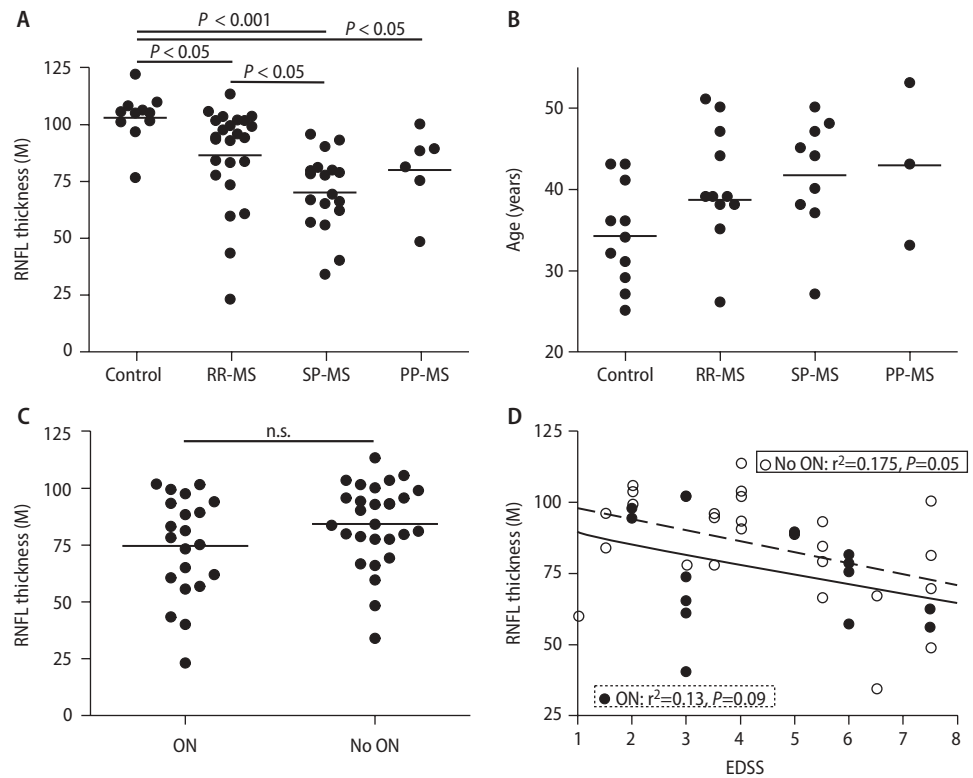 A
P < 0.001
P < 0.05
P < 0.05
P < 0.05
125
100
75
50
25
0
RNFL thickness (M)
Control RR-MS SP-MS PP-MS
B
50
40
30
20
Age (years)
Control RR-MS SP-MS PP-MS
C
n.s.
125
100
75
50
25
0
RNFL thickness (M)
ON No ON
D
125
100
75
50
25
RNFL thickness (M)
No ON: r²=0.175, P=0.05
ON: r²=0.13, P=0.09
1 2 3 4 5 6 7 8
EDSS